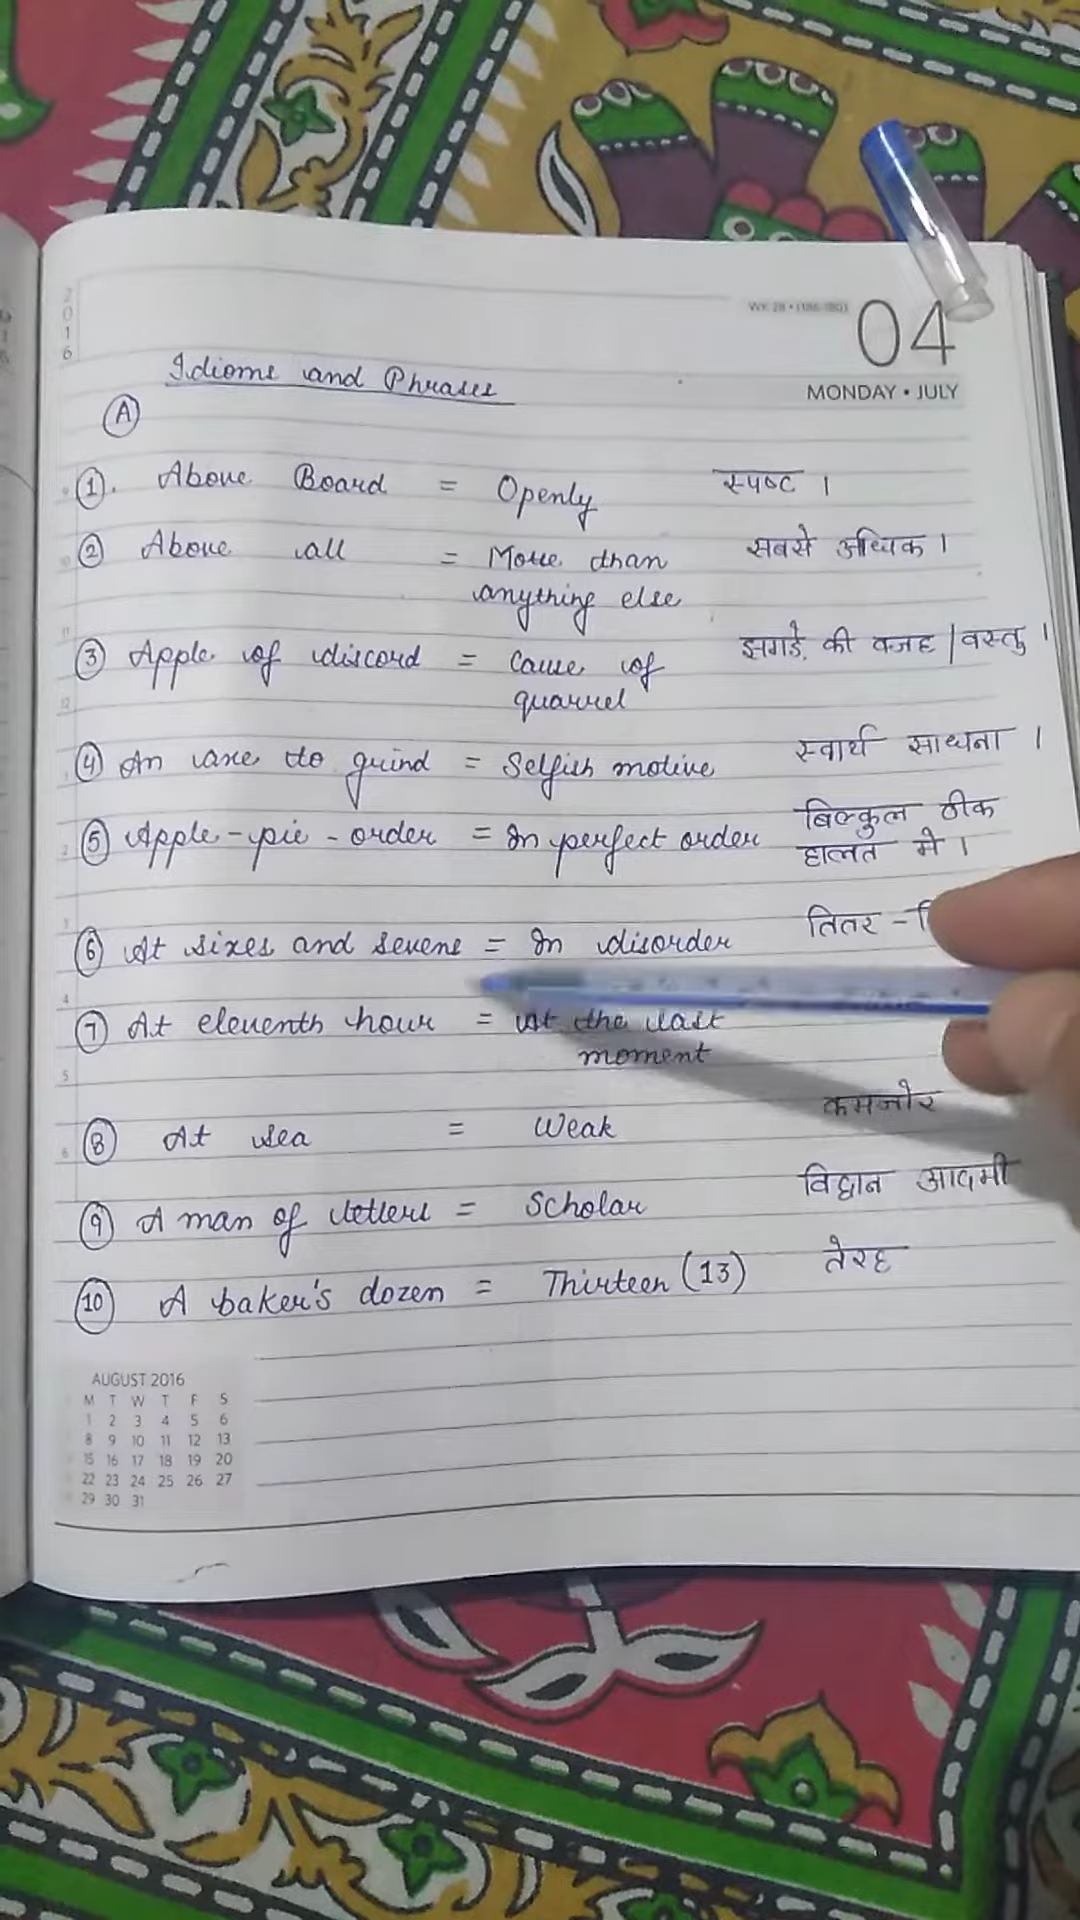 2016
WK 28 • (186-180)
04
MONDAY • JULY
Idioms and Phrases
A
1. Above Board = Openly स्पष्ट ।
2 Above all = More than सबसे अधिक ।
anything else
3 Apple of discord = cause of झगडे की वजह / वस्तु ।
quarrel
4 An axe to grind = Selfish motive स्वार्थ साधना ।
5 Apple-pie-order = In perfect order बिल्कुल ठीक
हालत मे ।
6 At sixes and sevens = In disorder तितर -
7 At eleventh hour = At the last
moment
8 At sea = Weak कमजोर
9 A man of letters = Scholar विद्वान आदमी
10 A baker's dozen = Thirteen (13) तेरह
AUGUST 2016
M T W T F S
1 2 3 4 5 6
8 9 10 11 12 13
15 16 17 18 19 20
22 23 24 25 26 27
29 30 31